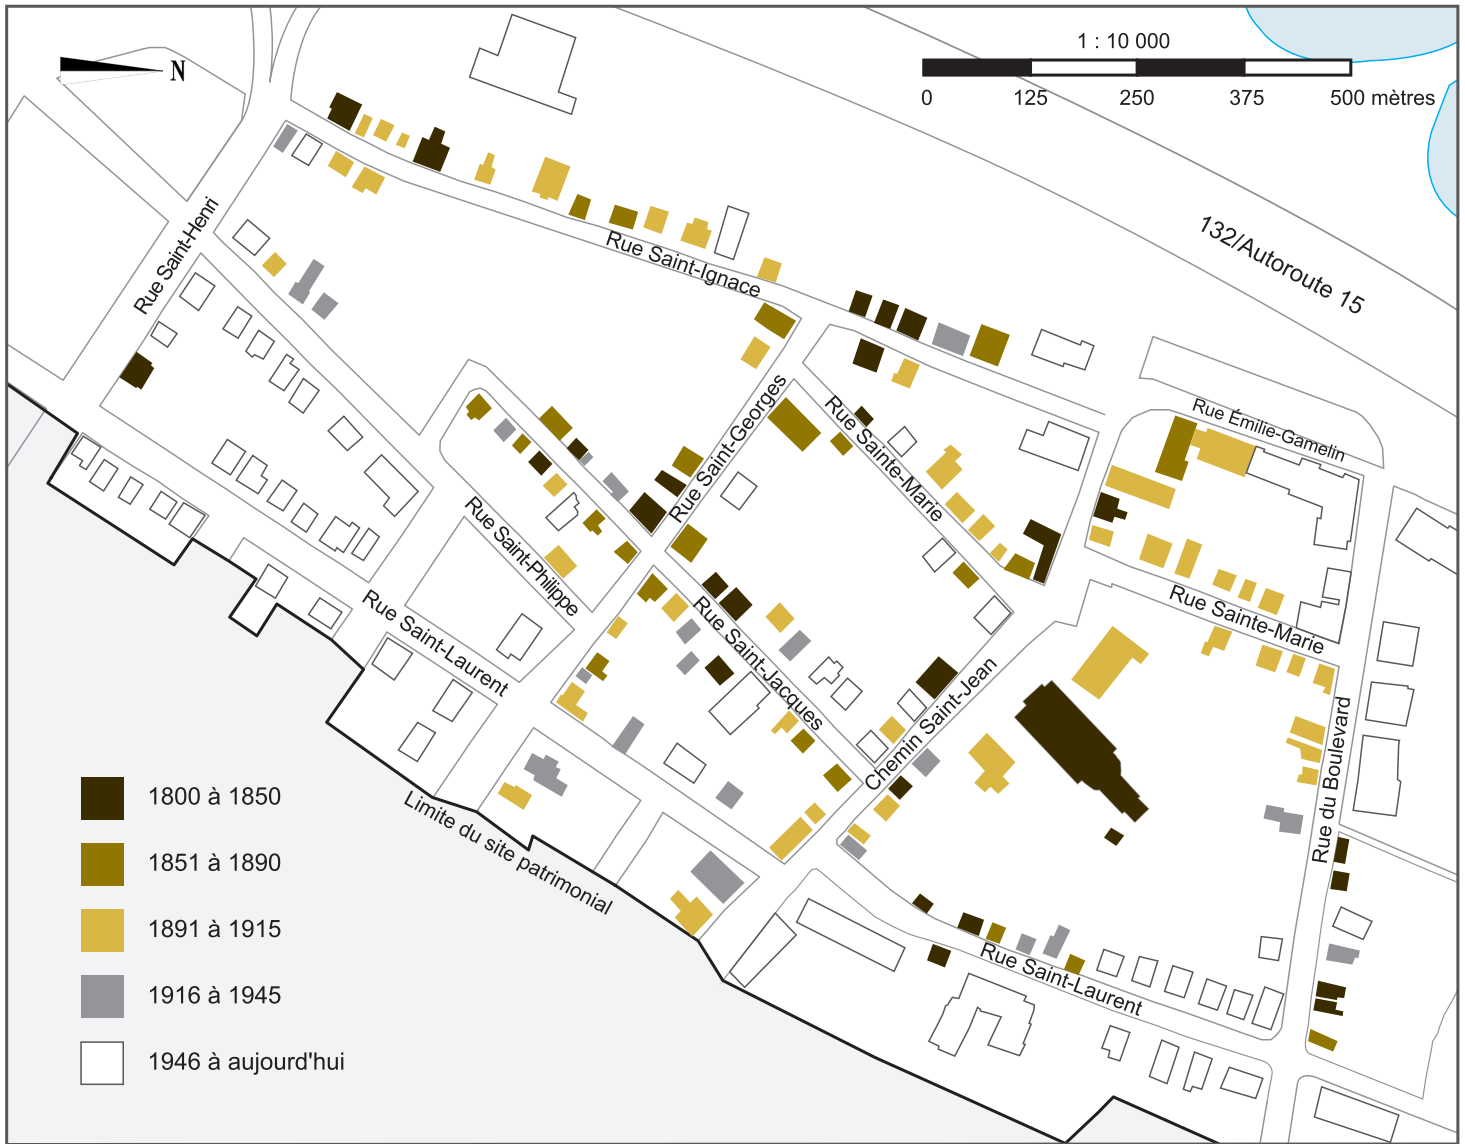 1 : 10 000
N
0 125 250 375 500 mètres
132/Autoroute 15
Rue Saint-Henri
Rue Saint-Ignace
Rue Saint-Georges
Rue Sainte-Marie
Rue Émilie-Gamelin
Rue Saint-Philippe
Rue Saint-Laurent
Rue Saint-Jacques
Chemin Saint-Jean
Rue Sainte-Marie
Rue du Boulevard
Limite du site patrimonial
Rue Saint-Laurent
1800 à 1850
1851 à 1890
1891 à 1915
1916 à 1945
1946 à aujourd'hui